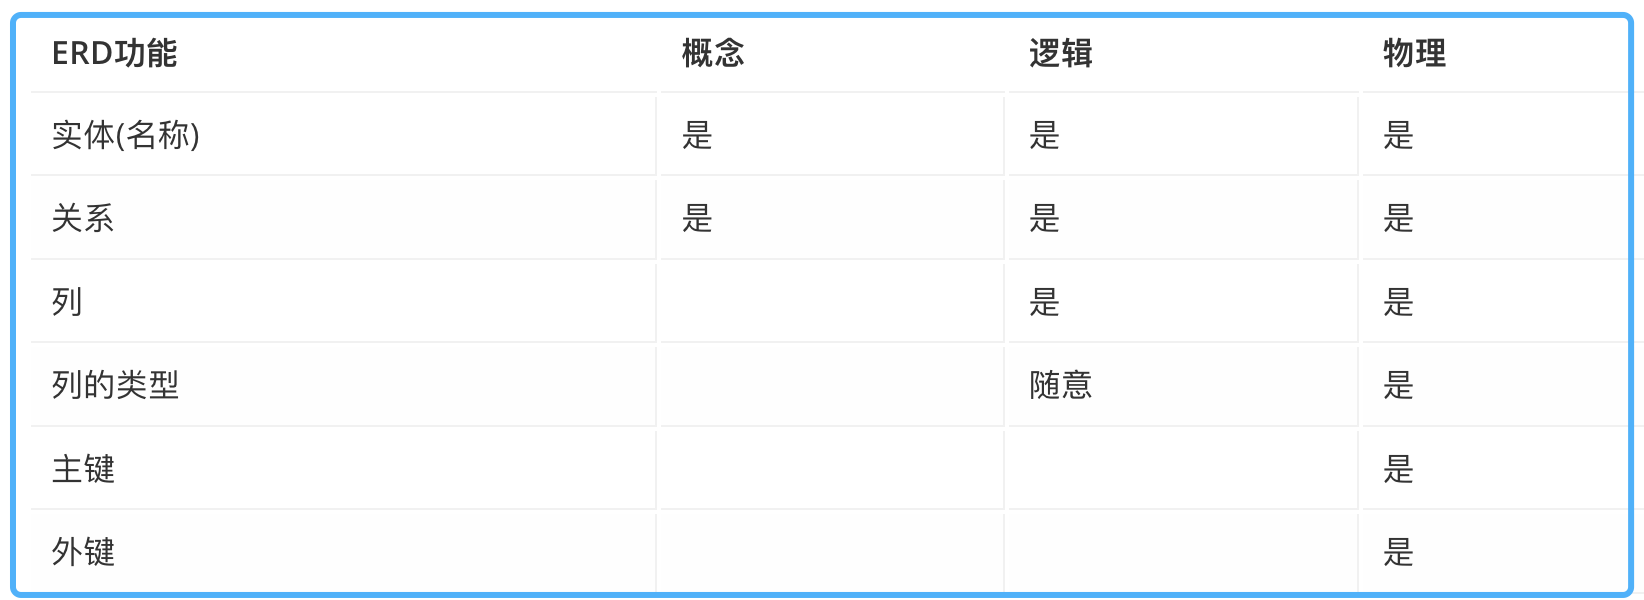 ERD功能 概念 逻辑 物理
实体(名称) 是 是 是
关系 是 是 是
列 是 是
列的类型 随意 是
主键 是
外键 是